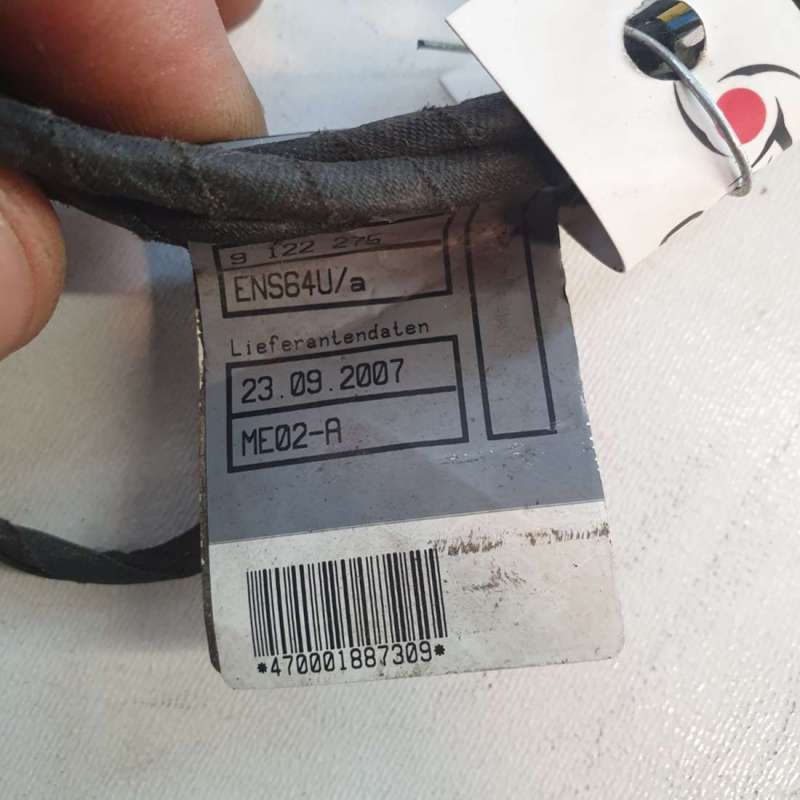 9 122 275
ENS64U/a
Lieferantendaten
23.09.2007
ME02-A
*470001887309*